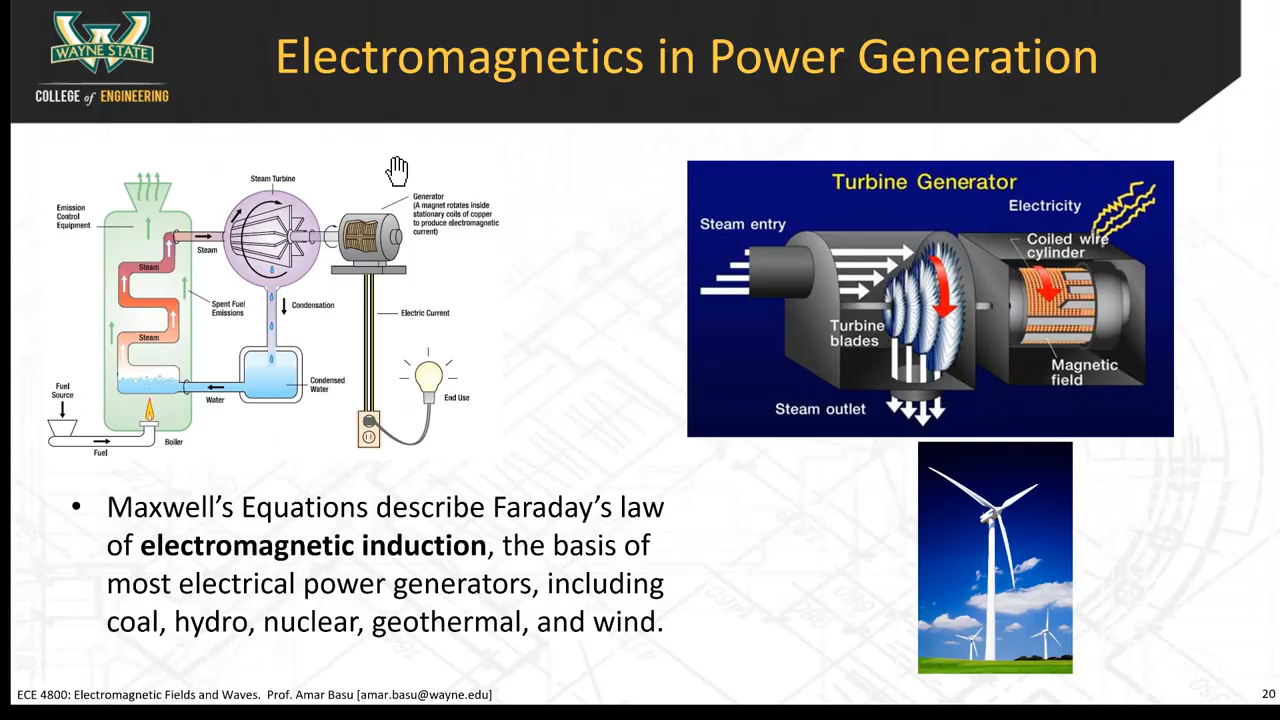 WAYNE STATE
COLLEGE of ENGINEERING
Electromagnetics in Power Generation
Steam Turbine
Generator
(A magnet rotates inside
stationary coils of copper
to produce electromagnetic
current)
Emission
Control
Equipment
Steam
Steam
Spent Fuel
Emissions
Condensation
Electric Current
Steam
Fuel
Source
Water
Condensed
Water
End Use
Boiler
Fuel
Turbine Generator
Electricity
Steam entry
Coiled wire
cylinder
Turbine
blades
Magnetic
field
Steam outlet
• Maxwell's Equations describe Faraday's law
of electromagnetic induction, the basis of
most electrical power generators, including
coal, hydro, nuclear, geothermal, and wind.
ECE 4800: Electromagnetic Fields and Waves. Prof. Amar Basu [amar.basu@wayne.edu]
20